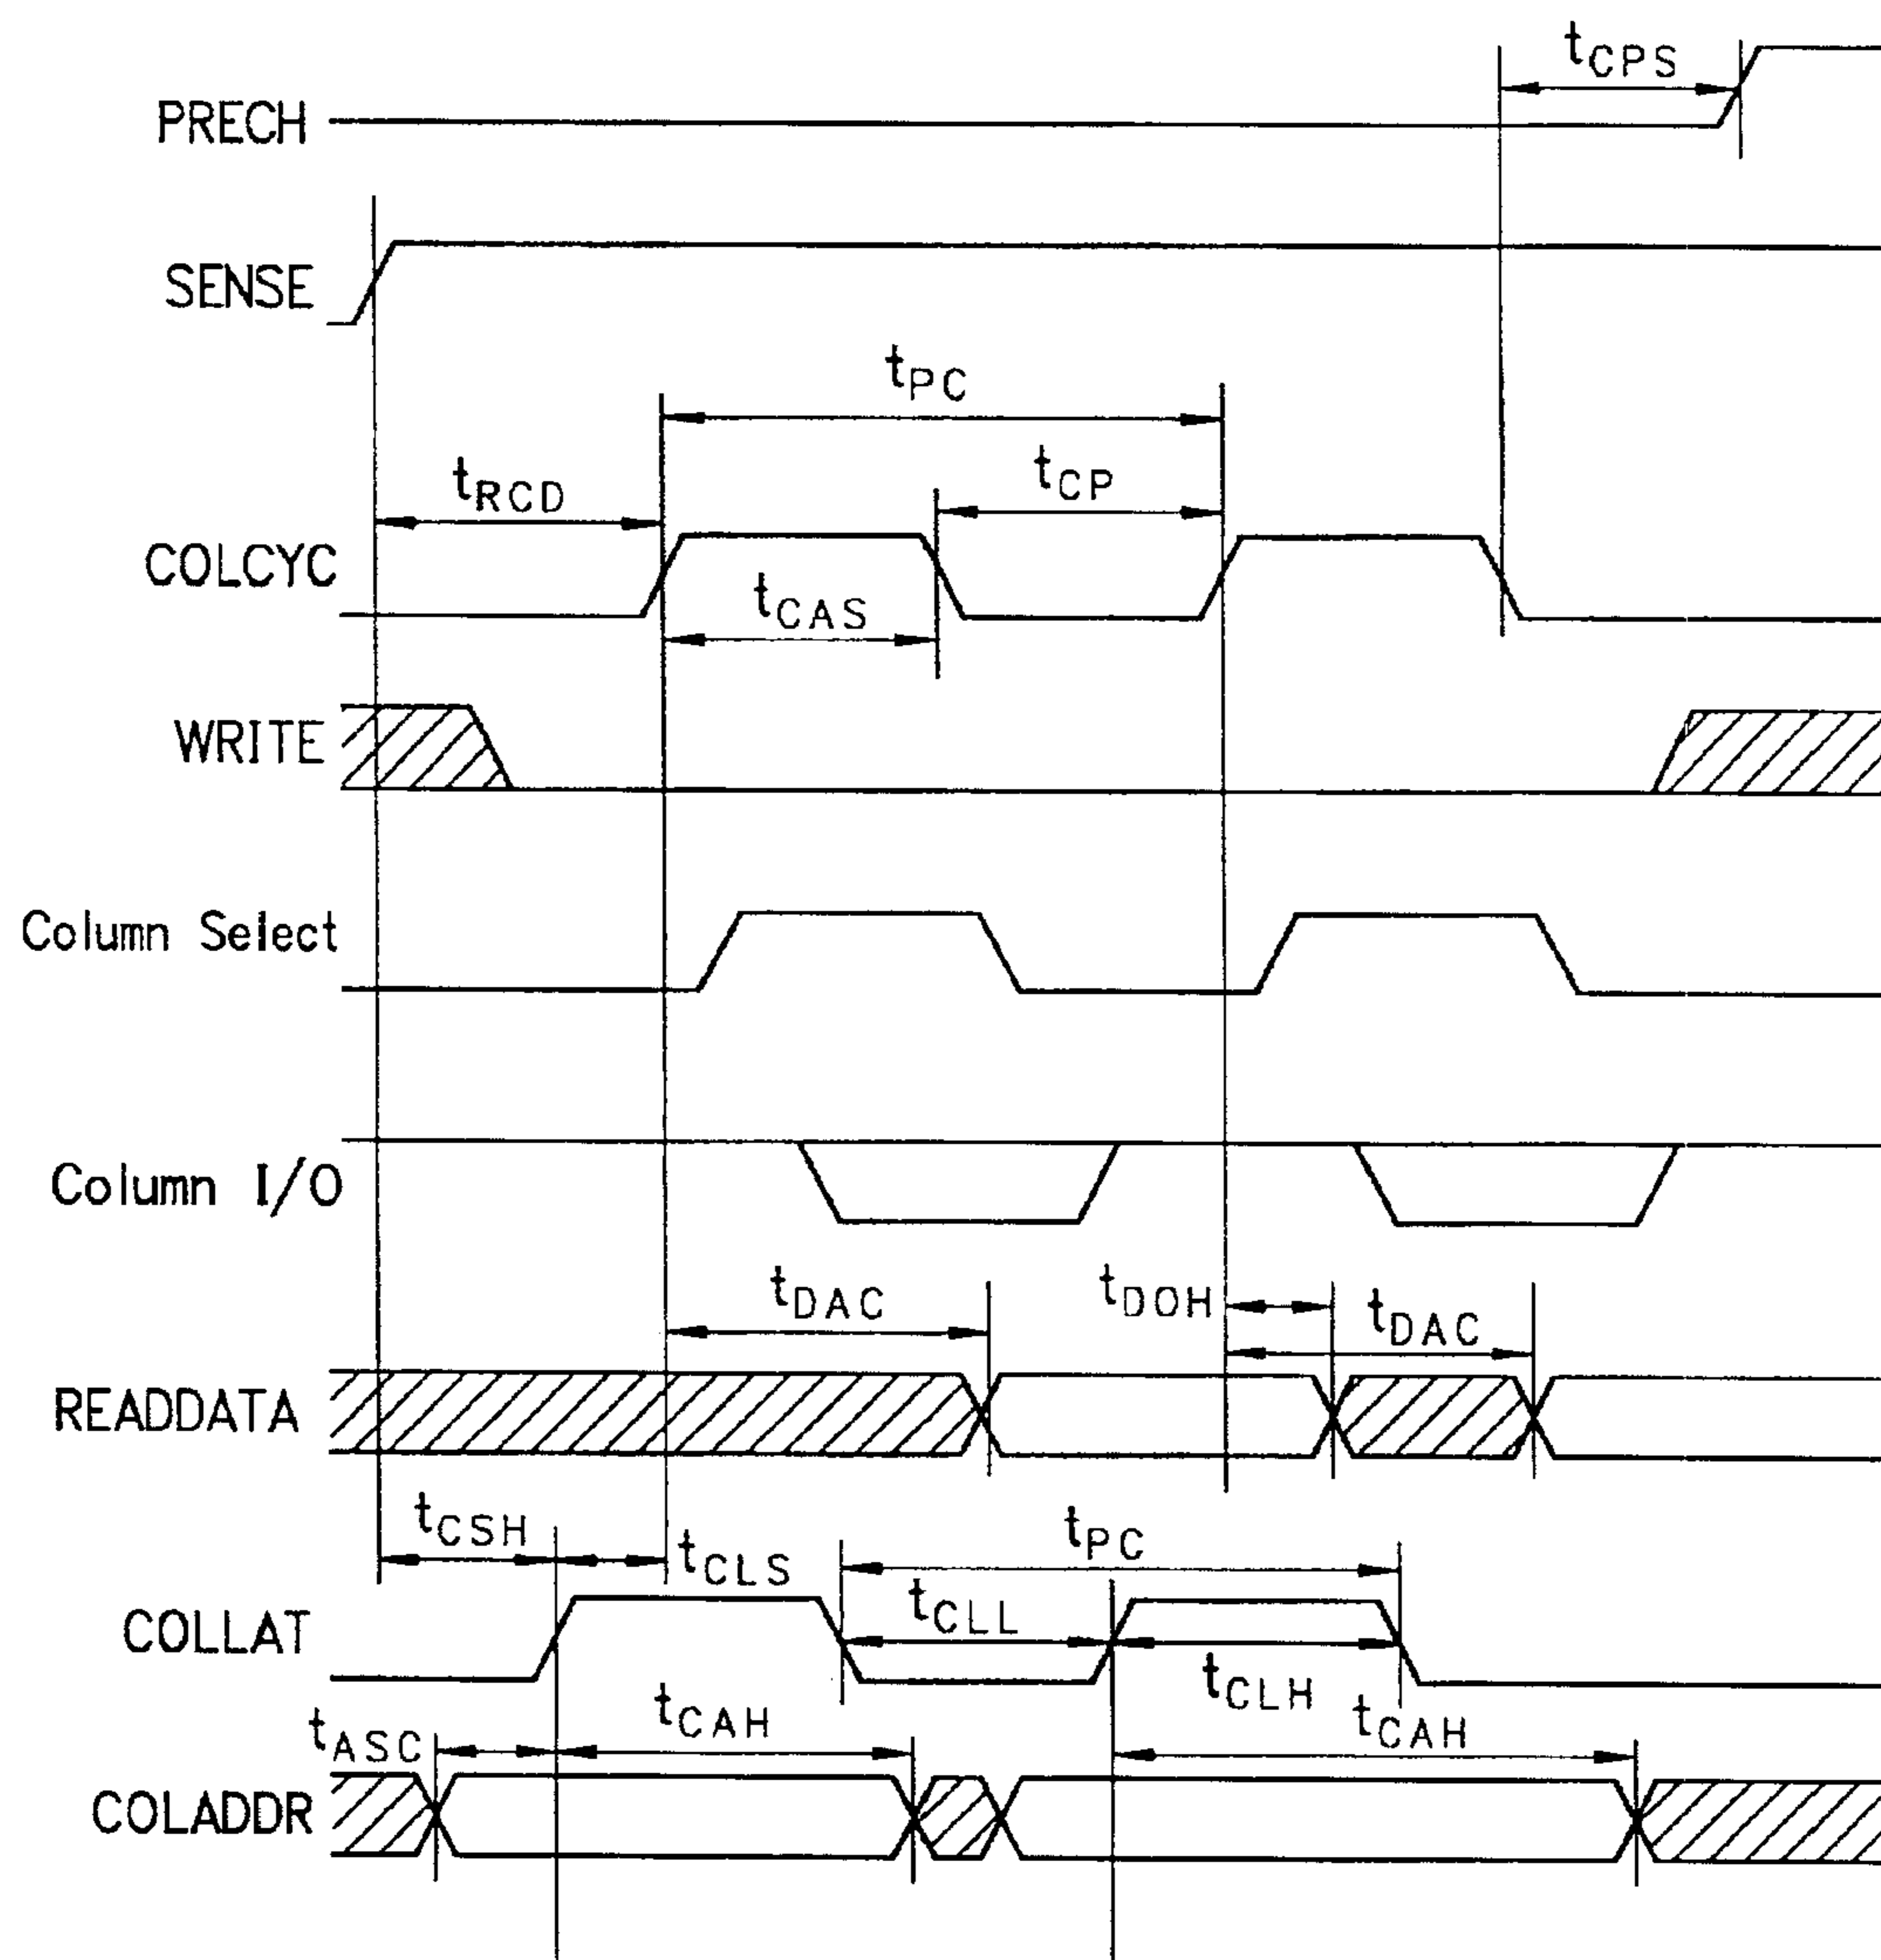 tCPS
PRECH
SENSE
tPC
tRCD
tCP
COLCYC
tCAS
WRITE
Column Select
Column I/O
tDAC
tDOH
tDAC
READDATA
tCSH
tCLS
tPC
COLLAT
tCLL
tCLH
tASC
tCAH
tCAH
COLADDR